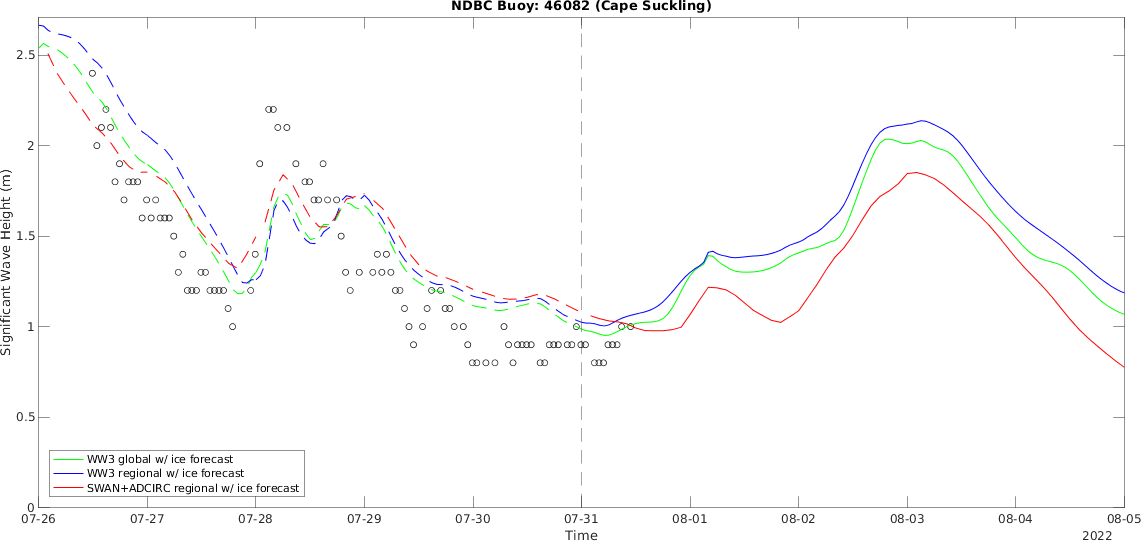 NDBC Buoy: 46082 (Cape Suckling)
Significant Wave Height (m)
2.5
2
1.5
1
0.5
0
WW3 global w/ ice forecast
WW3 regional w/ ice forecast
SWAN+ADCIRC regional w/ ice forecast
07-26 07-27 07-28 07-29 07-30 07-31 08-01 08-02 08-03 08-04 08-05
Time
2022